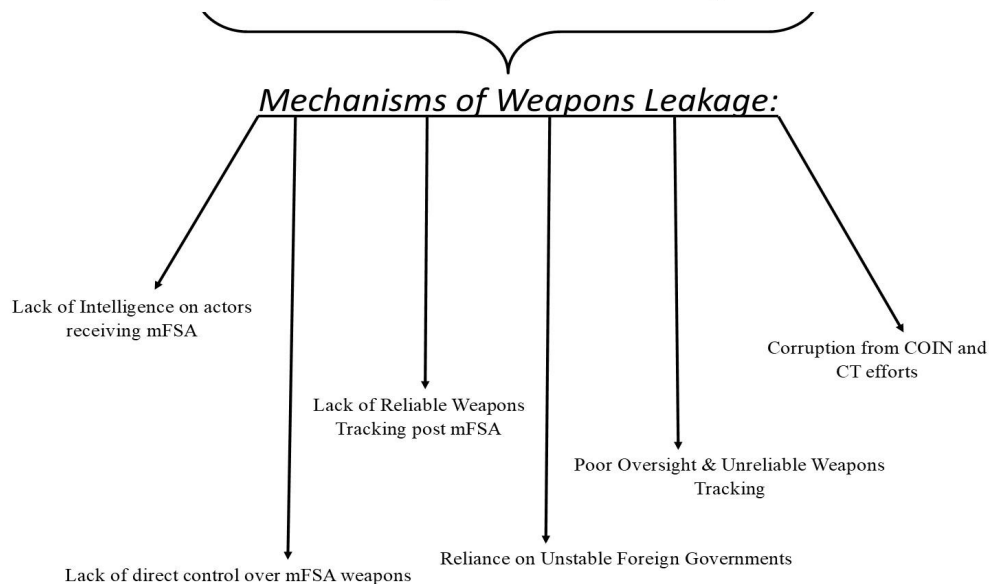 Mechanisms of Weapons Leakage:
Lack of Intelligence on actors
receiving mFSA
Corruption from COIN and
CT efforts
Lack of Reliable Weapons
Tracking post mFSA
Poor Oversight & Unreliable Weapons
Tracking
Reliance on Unstable Foreign Governments
Lack of direct control over mFSA weapons